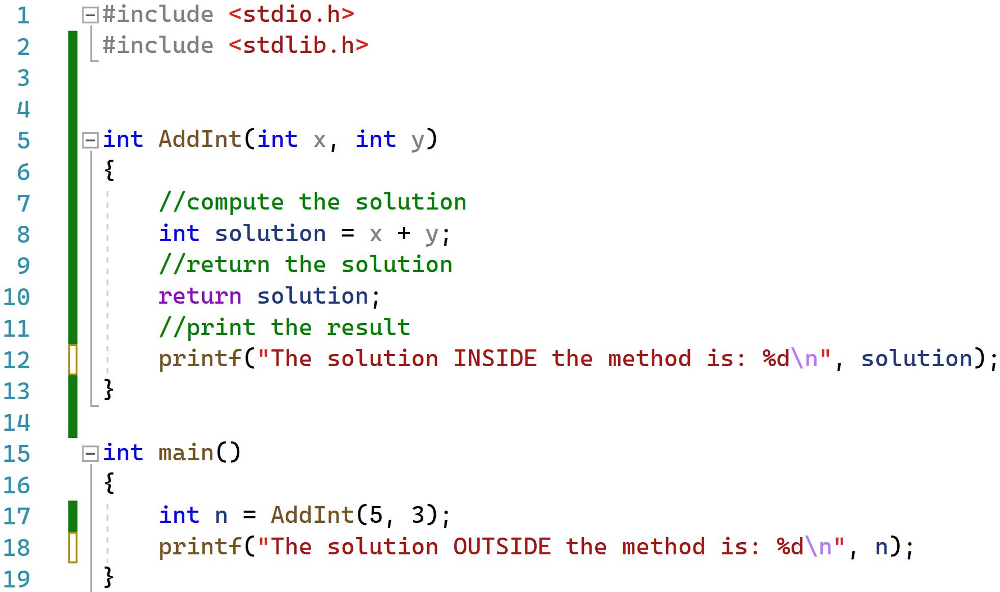 1 #include <stdio.h>
2 #include <stdlib.h>
3
4
5 int AddInt(int x, int y)
6 {
7 //compute the solution
8 int solution = x + y;
9 //return the solution
10 return solution;
11 //print the result
12 printf("The solution INSIDE the method is: %d\n", solution);
13 }
14
15 int main()
16 {
17 int n = AddInt(5, 3);
18 printf("The solution OUTSIDE the method is: %d\n", n);
19 }